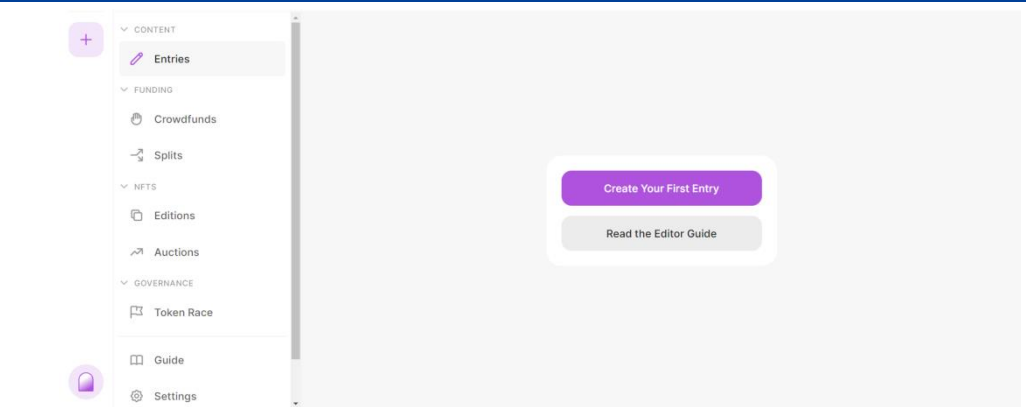 CONTENT
Entries
FUNDING
Crowdfunds
Splits
NFTS
Editions
Auctions
GOVERNANCE
Token Race
Guide
Settings
Create Your First Entry
Read the Editor Guide